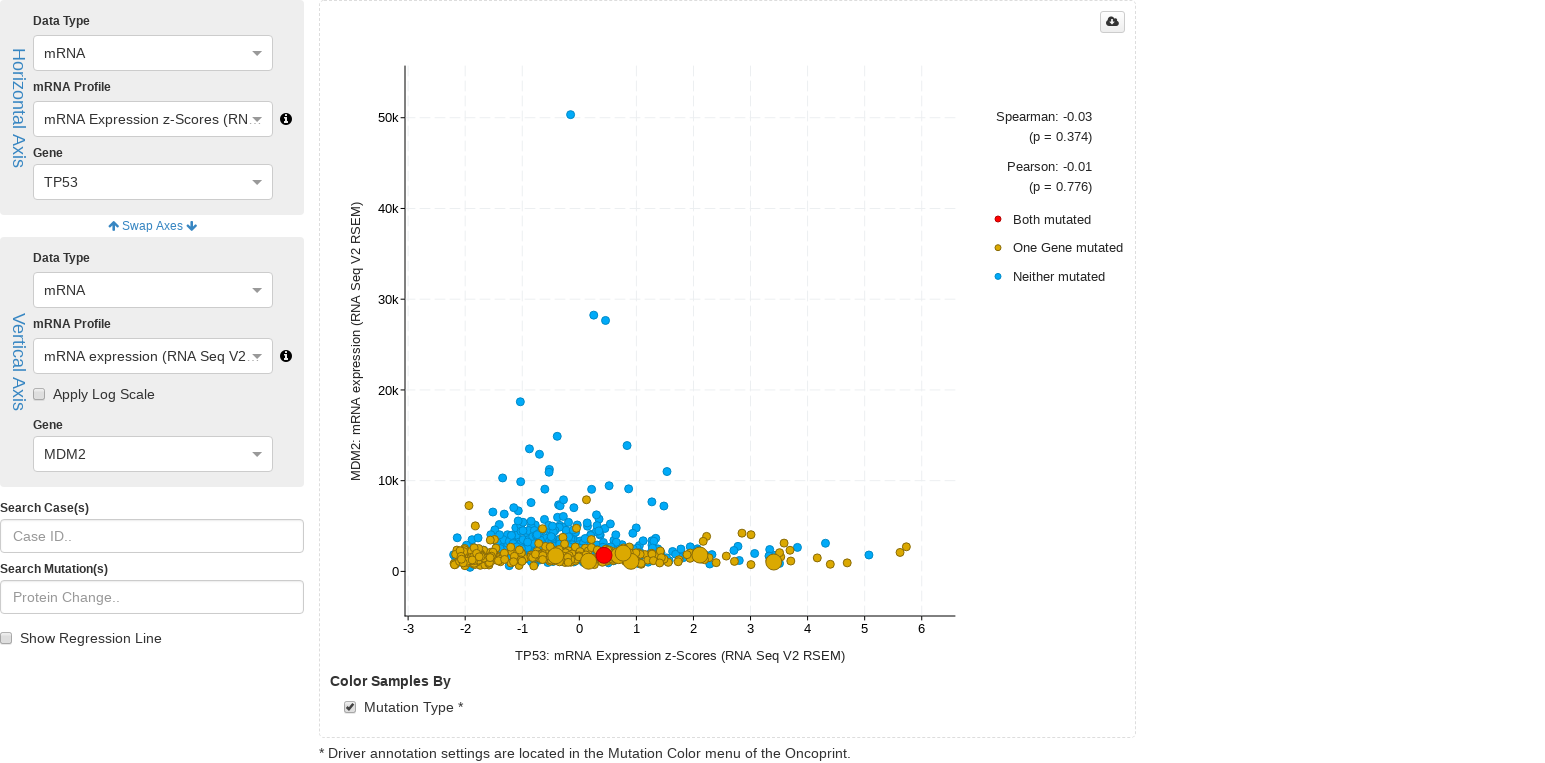 Horizontal Axis
Data Type
mRNA
mRNA Profile
mRNA Expression z-Scores (RN...
Gene
TP53
Swap Axes
Vertical Axis
Data Type
mRNA
mRNA Profile
mRNA expression (RNA Seq V2...
Apply Log Scale
Gene
MDM2
Search Case(s)
Case ID..
Search Mutation(s)
Protein Change..
Show Regression Line
MDM2: mRNA expression (RNA Seq V2 RSEM)
50k
40k
30k
20k
10k
0
-3 -2 -1 0 1 2 3 4 5 6
TP53: mRNA Expression z-Scores (RNA Seq V2 RSEM)
Spearman: -0.03
(p = 0.374)
Pearson: -0.01
(p = 0.776)
Both mutated
One Gene mutated
Neither mutated
Color Samples By
Mutation Type *
* Driver annotation settings are located in the Mutation Color menu of the Oncoprint.